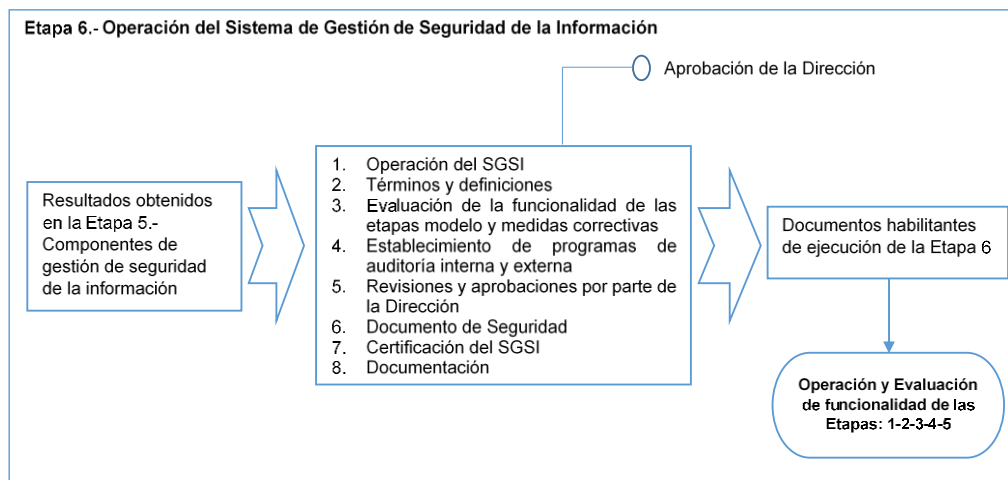 Etapa 6.- Operación del Sistema de Gestión de Seguridad de la Información
Aprobación de la Dirección
Resultados obtenidos
en la Etapa 5.-
Componentes de
gestión de seguridad
de la información
1. Operación del SGSI
2. Términos y definiciones
3. Evaluación de la funcionalidad de las
etapas modelo y medidas correctivas
4. Establecimiento de programas de
auditoría interna y externa
5. Revisiones y aprobaciones por parte de
la Dirección
6. Documento de Seguridad
7. Certificación del SGSI
8. Documentación
Documentos habilitantes
de ejecución de la Etapa 6
Operación y Evaluación
de funcionalidad de las
Etapas: 1-2-3-4-5